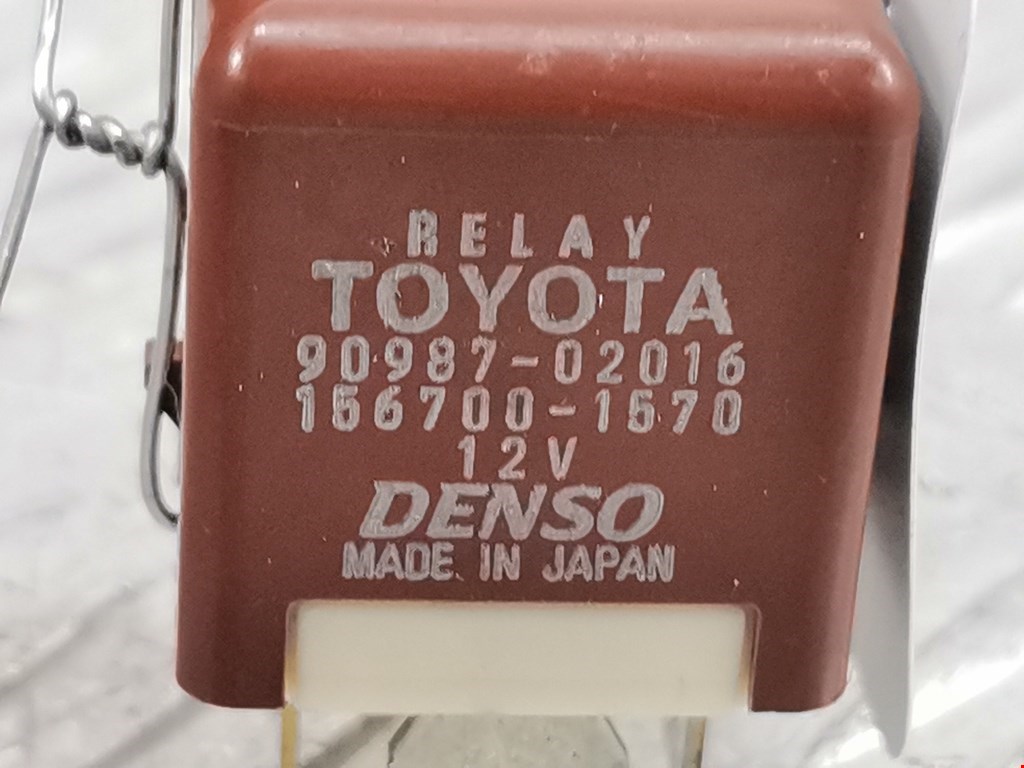 RELAY
TOYOTA
90987-02016
156700-1570
12V
DENSO
MADE IN JAPAN